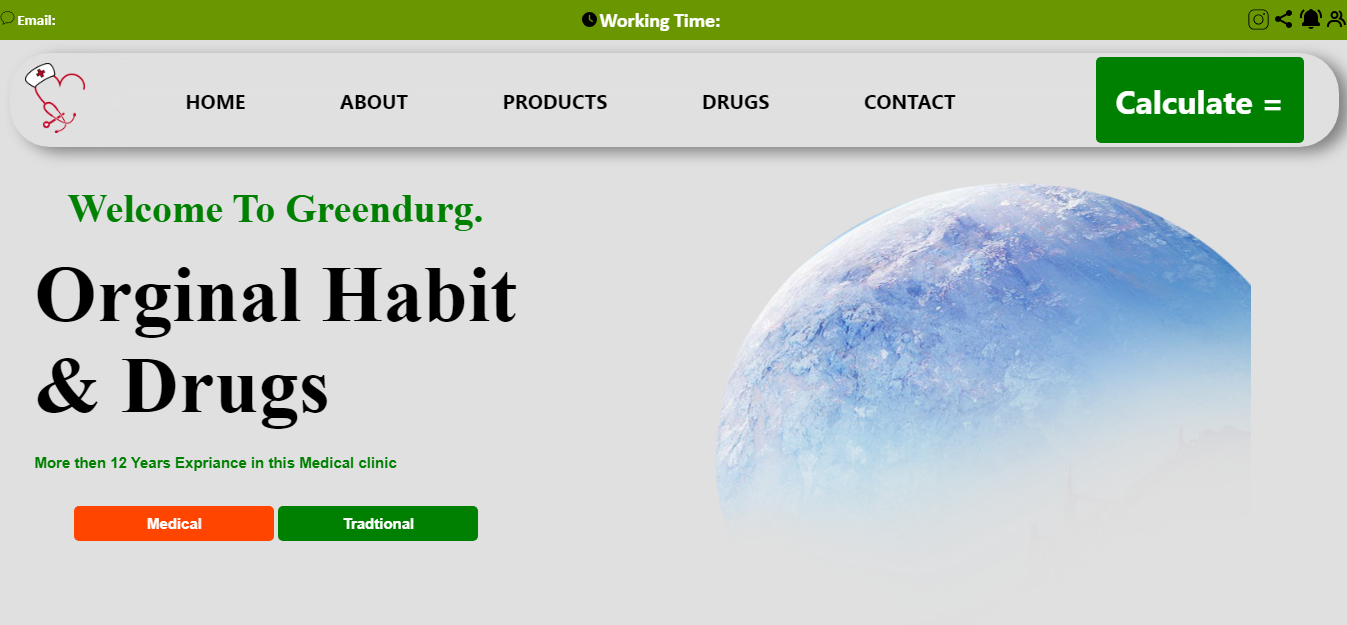 Email:
Working Time:
HOME
ABOUT
PRODUCTS
DRUGS
CONTACT
Calculate =
Welcome To Greendurg.
Orginal Habit
& Drugs
More then 12 Years Expriance in this Medical clinic
Medical
Tradtional